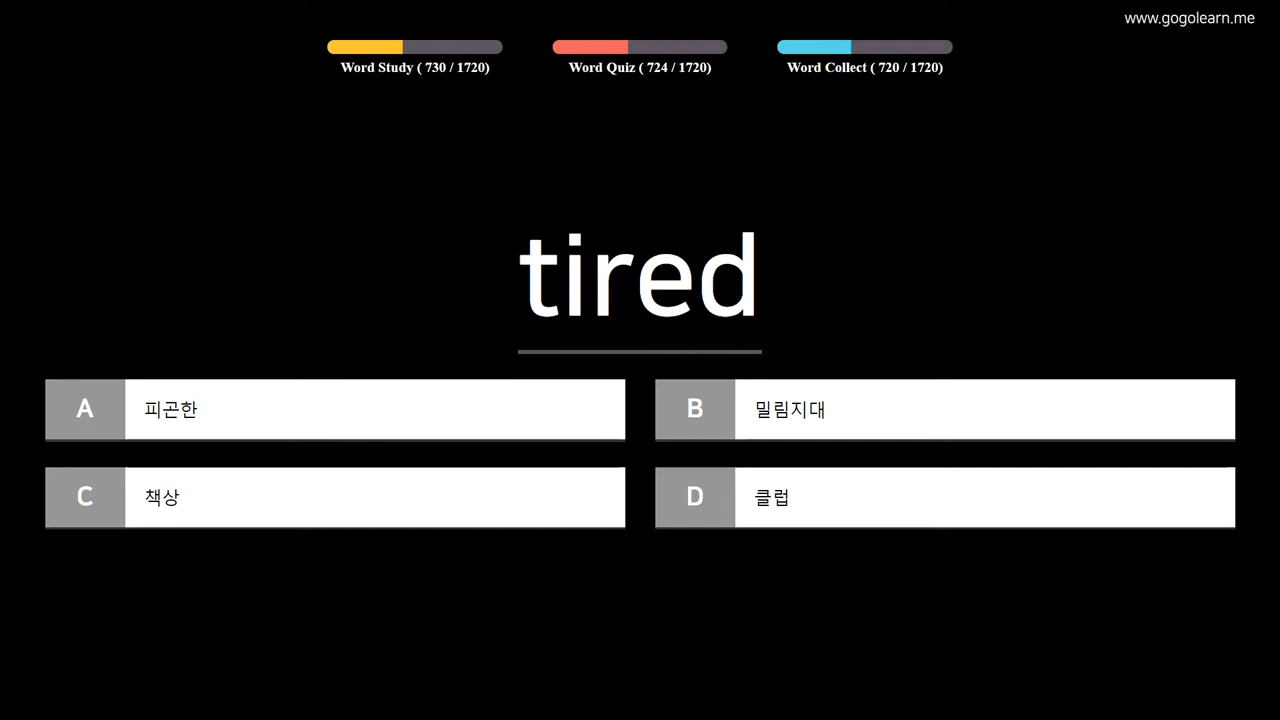 www.gogolearn.me
Word Study ( 730 / 1720)
Word Quiz ( 724 / 1720)
Word Collect ( 720 / 1720)
tired
A 피곤한
B 밀림지대
C 책상
D 클럽